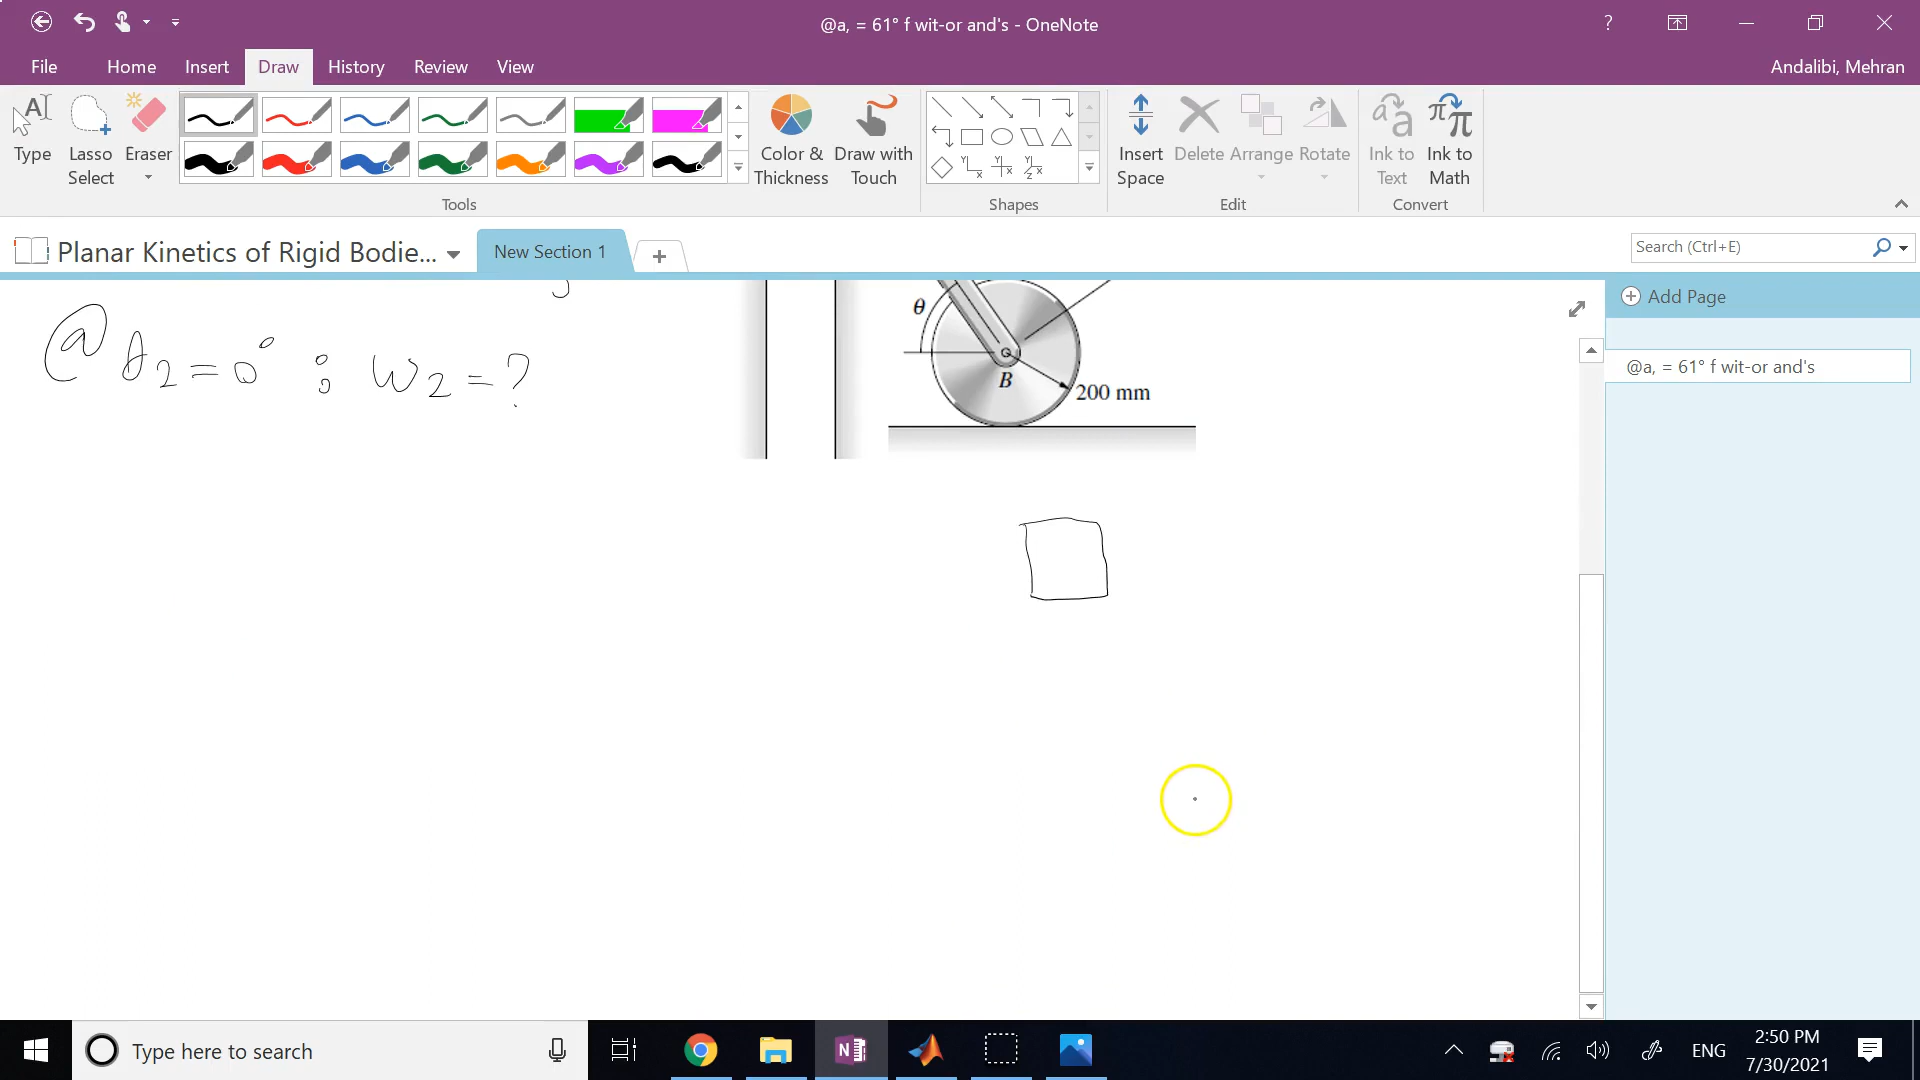 @a, = 61° f wit-or and's - OneNote
?
File
Home
Insert
Draw
History
Review
View
Andalibi, Mehran
Type
Lasso Select
Eraser
Color & Thickness
Draw with Touch
Insert Space
Delete
Arrange
Rotate
Ink to Text
Ink to Math
Tools
Shapes
Edit
Convert
Planar Kinetics of Rigid Bodie...
New Section 1
+
Search (Ctrl+E)
Add Page
@a, = 61° f wit-or and's
θ
B
200 mm
@ θ2 = 0° : ω2 = ?
Type here to search
ENG
2:50 PM
7/30/2021